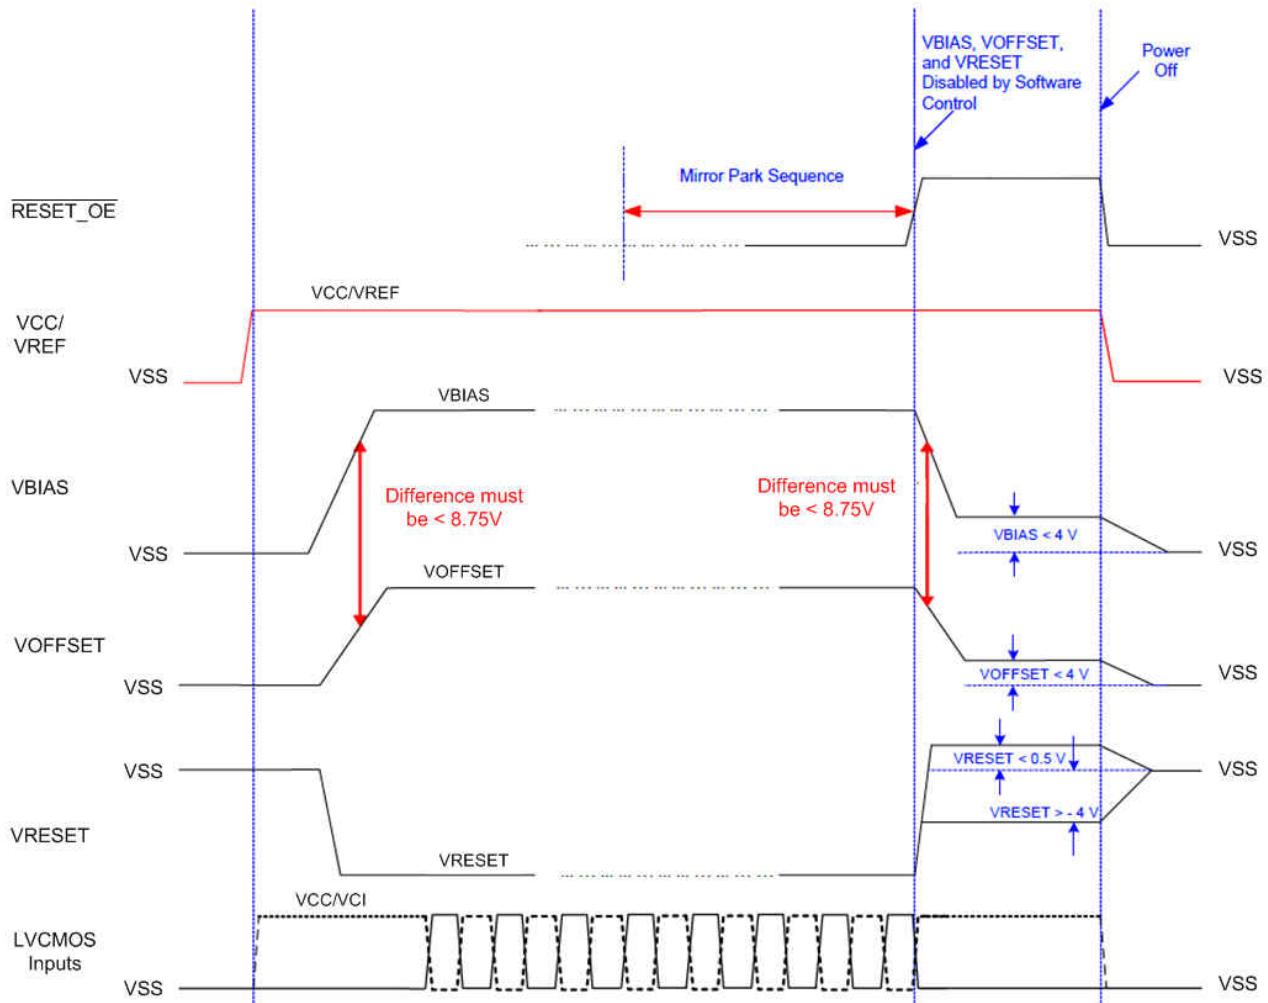 VBIAS, VOFFSET,
and VRESET
Disabled by Software
Control
Power
Off
Mirror Park Sequence
RESET_OE
VSS
VCC/VREF
VCC/
VREF
VSS
VSS
VBIAS
VBIAS
Difference must
be < 8.75V
Difference must
be < 8.75V
VBIAS < 4 V
VSS
VSS
VOFFSET
VOFFSET
VOFFSET < 4 V
VSS
VSS
VSS
VRESET < 0.5 V
VSS
VRESET > - 4 V
VRESET
VRESET
VCC/VCI
LVCMOS
Inputs
VSS
VSS